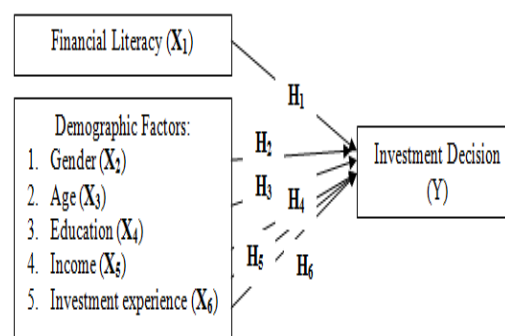 Financial Literacy (X₁)
H₁
Demographic Factors:
1. Gender (X₂)
2. Age (X₃)
3. Education (X₄)
4. Income (X₅)
5. Investment experience (X₆)
H₂
H₃
H₄
H₅
H₆
Investment Decision
(Y)